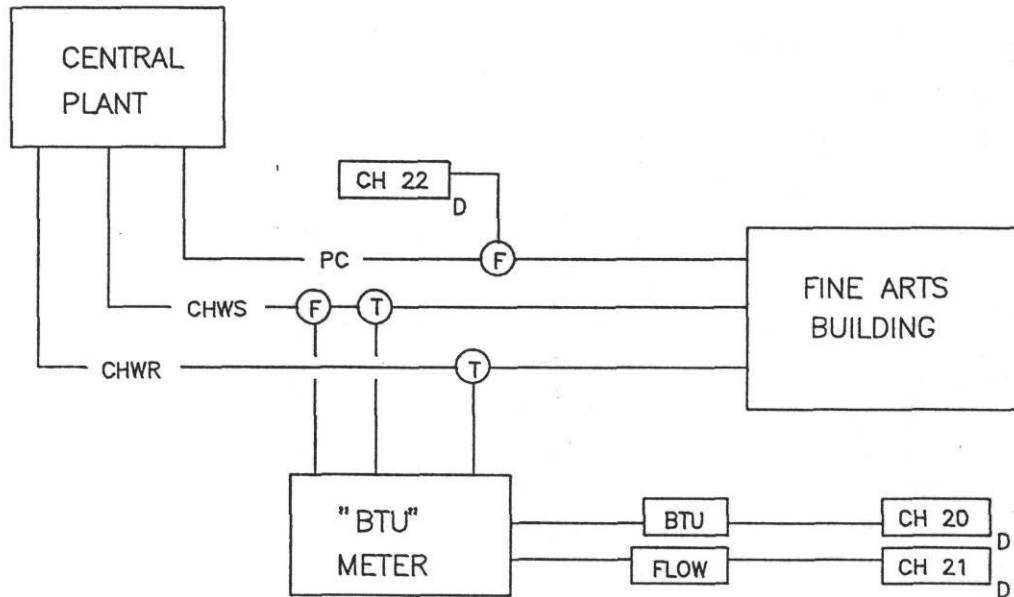 CENTRAL
PLANT
CH 22
D
PC
F
FINE ARTS
BUILDING
CHWS
F
T
CHWR
T
"BTU"
METER
BTU
CH 20
D
FLOW
CH 21
D